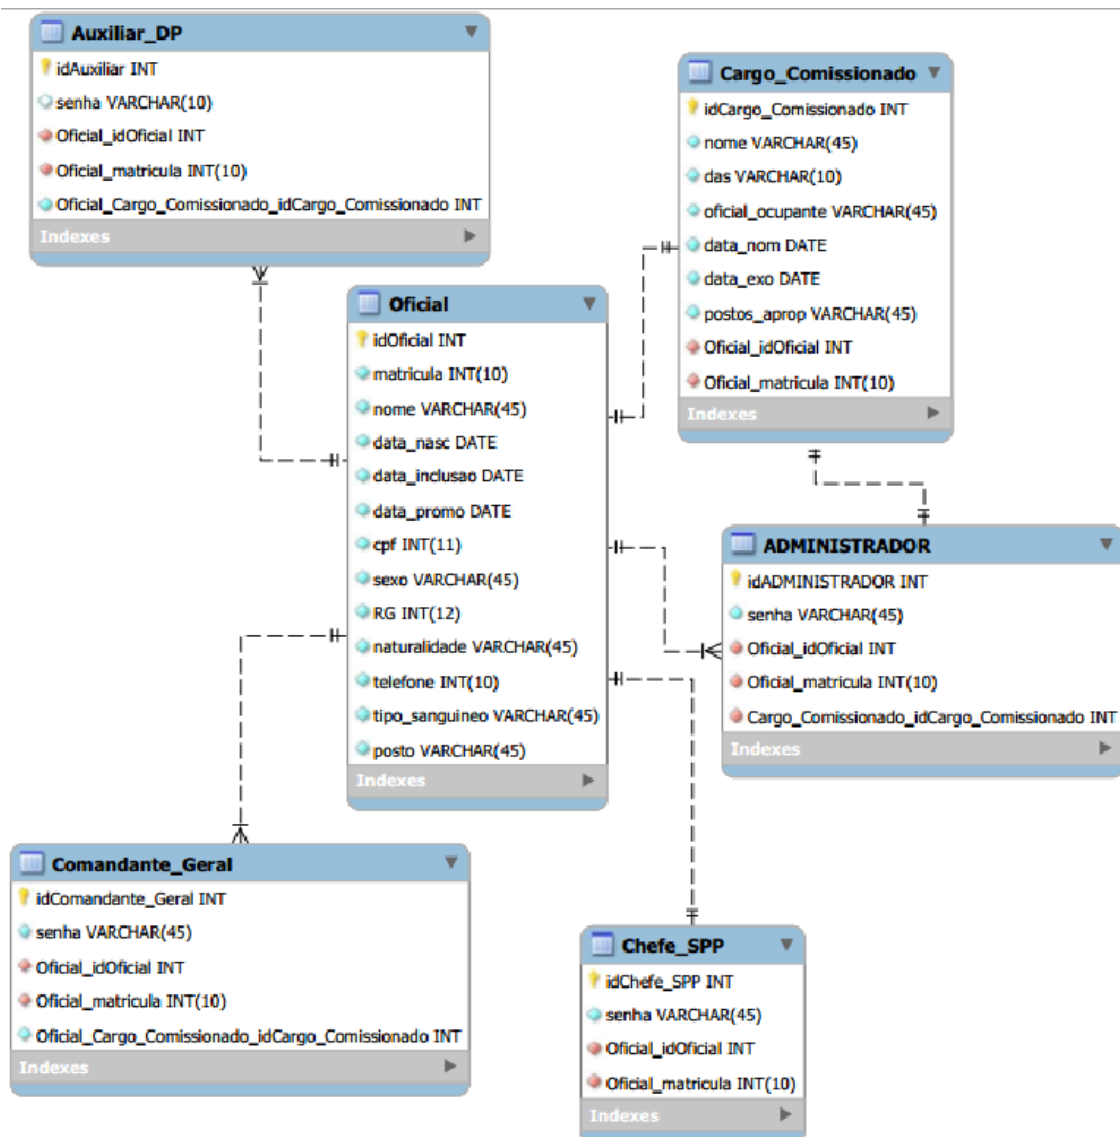 Auxiliar_DP
idAuxiliar INT
senha VARCHAR(10)
Oficial_idOficial INT
Oficial_matricula INT(10)
Oficial_Cargo_Comissionado_idCargo_Comissionado INT
Indexes
Cargo_Comissionado
idCargo_Comissionado INT
nome VARCHAR(45)
das VARCHAR(10)
oficial_ocupante VARCHAR(45)
data_nom DATE
data_exo DATE
postos_aprop VARCHAR(45)
Oficial_idOficial INT
Oficial_matricula INT(10)
Indexes
Oficial
idOficial INT
matricula INT(10)
nome VARCHAR(45)
data_nasc DATE
data_inclusao DATE
data_promo DATE
cpf INT(11)
sexo VARCHAR(45)
RG INT(12)
naturalidade VARCHAR(45)
telefone INT(10)
tipo_sanguineo VARCHAR(45)
posto VARCHAR(45)
Indexes
ADMINISTRADOR
idADMINISTRADOR INT
senha VARCHAR(45)
Oficial_idOficial INT
Oficial_matricula INT(10)
Cargo_Comissionado_idCargo_Comissionado INT
Indexes
Comandante_Geral
idComandante_Geral INT
senha VARCHAR(45)
Oficial_idOficial INT
Oficial_matricula INT(10)
Oficial_Cargo_Comissionado_idCargo_Comissionado INT
Indexes
Chefe_SPP
idChefe_SPP INT
senha VARCHAR(45)
Oficial_idOficial INT
Oficial_matricula INT(10)
Indexes